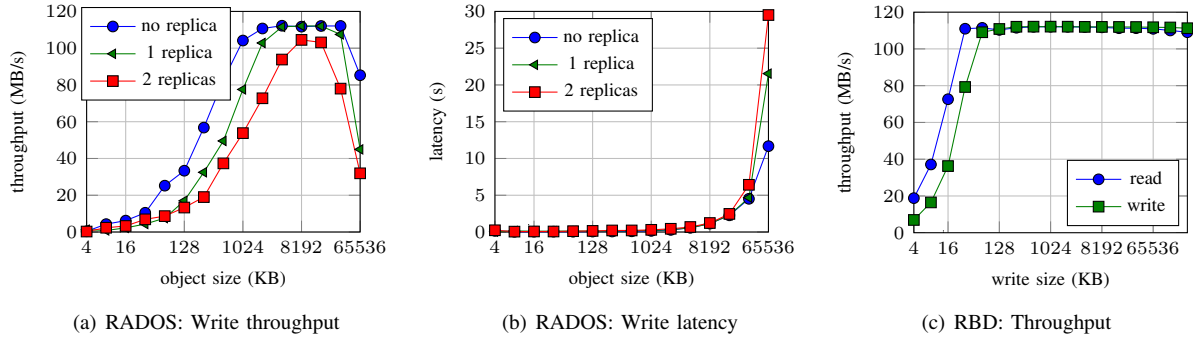 120
100
80
60
40
20
0
throughput (MB/s)
no replica
1 replica
2 replicas
4 16 128 1024 8192 65536
object size (KB)
(a) RADOS: Write throughput
30
25
20
15
10
5
0
latency (s)
no replica
1 replica
2 replicas
4 16 128 1024 8192 65536
object size (KB)
(b) RADOS: Write latency
120
100
80
60
40
20
0
throughput (MB/s)
read
write
4 16 128 1024 8192 65536
write size (KB)
(c) RBD: Throughput